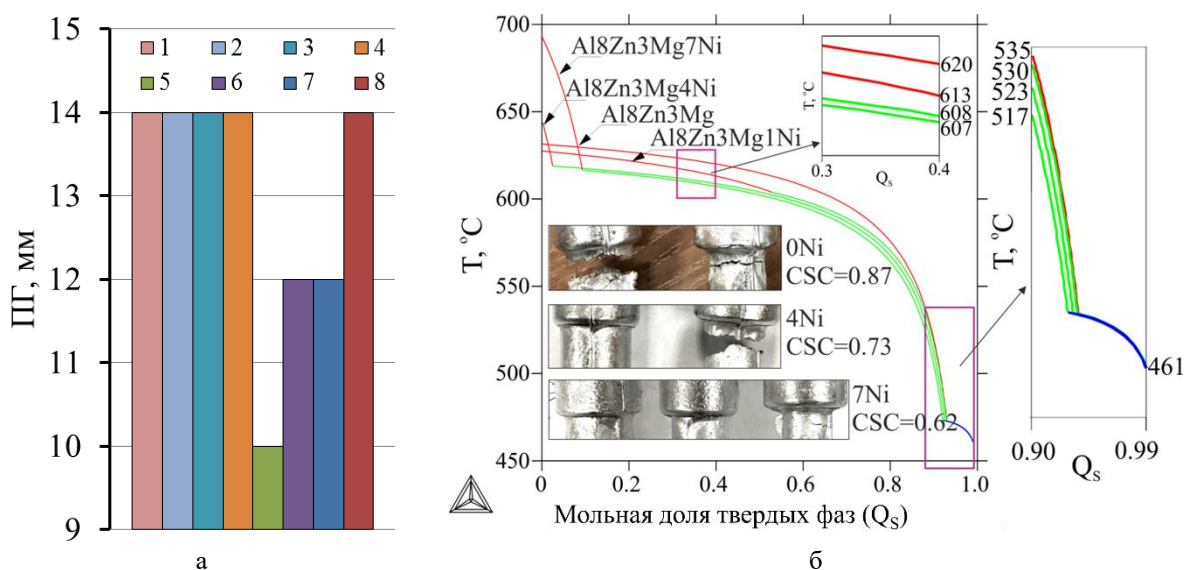 15
14
13
12
11
10
9
ПГ, мм
1 2 3 4
5 6 7 8
а
700
650
600
550
500
450
T, °C
Al8Zn3Mg7Ni
Al8Zn3Mg4Ni
Al8Zn3Mg
Al8Zn3Mg1Ni
T, °C
620
613
608
607
0.3 0.4
Qs
0Ni
CSC=0.87
4Ni
CSC=0.73
7Ni
CSC=0.62
0 0.2 0.4 0.6 0.8 1.0
Мольная доля твердых фаз (QS)
535
530
523
517
T, °C
461
0.90 0.99
QS
б